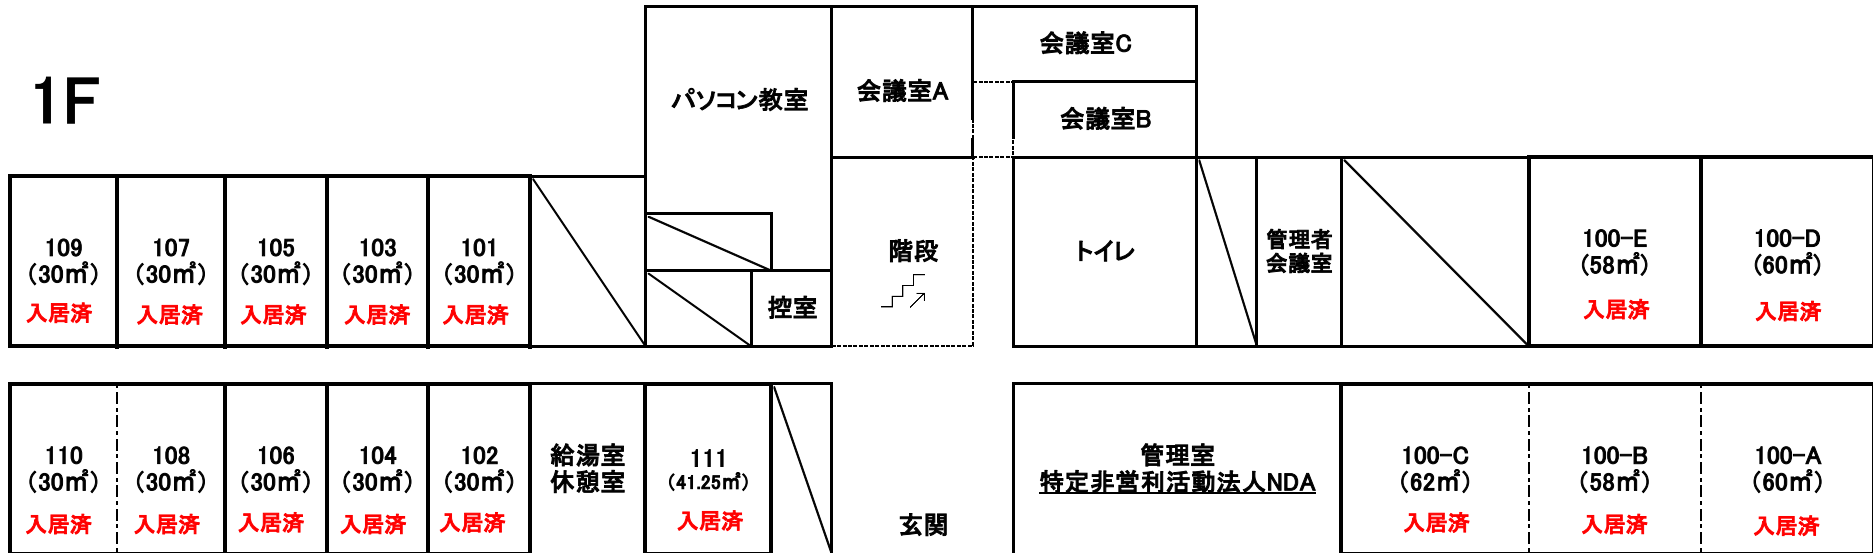 1F
パソコン教室
会議室A
会議室C
会議室B
109
(30㎡)
入居済
107
(30㎡)
入居済
105
(30㎡)
入居済
103
(30㎡)
入居済
101
(30㎡)
入居済
控室
階段
トイレ
管理者
会議室
100-E
(58㎡)
入居済
100-D
(60㎡)
入居済
110
(30㎡)
入居済
108
(30㎡)
入居済
106
(30㎡)
入居済
104
(30㎡)
入居済
102
(30㎡)
入居済
給湯室
休憩室
111
(41.25㎡)
入居済
玄関
管理室
特定非営利活動法人NDA
100-C
(62㎡)
入居済
100-B
(58㎡)
入居済
100-A
(60㎡)
入居済